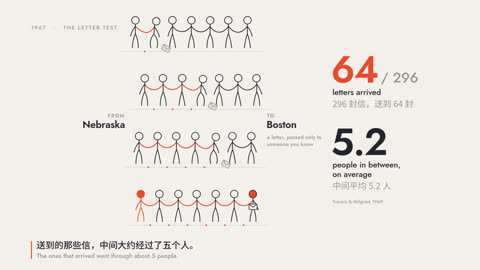 1967 · THE LETTER TEST
FROM
Nebraska
TO
Boston
a letter, passed only to
someone you know
64 / 296
letters arrived
296 封信，送到 64 封
5.2
people in between,
on average
中间平均 5.2 人
Travers & Milgram 1969
送到的那些信，中间大约经过了五个人。
The ones that arrived went through about 5 people.